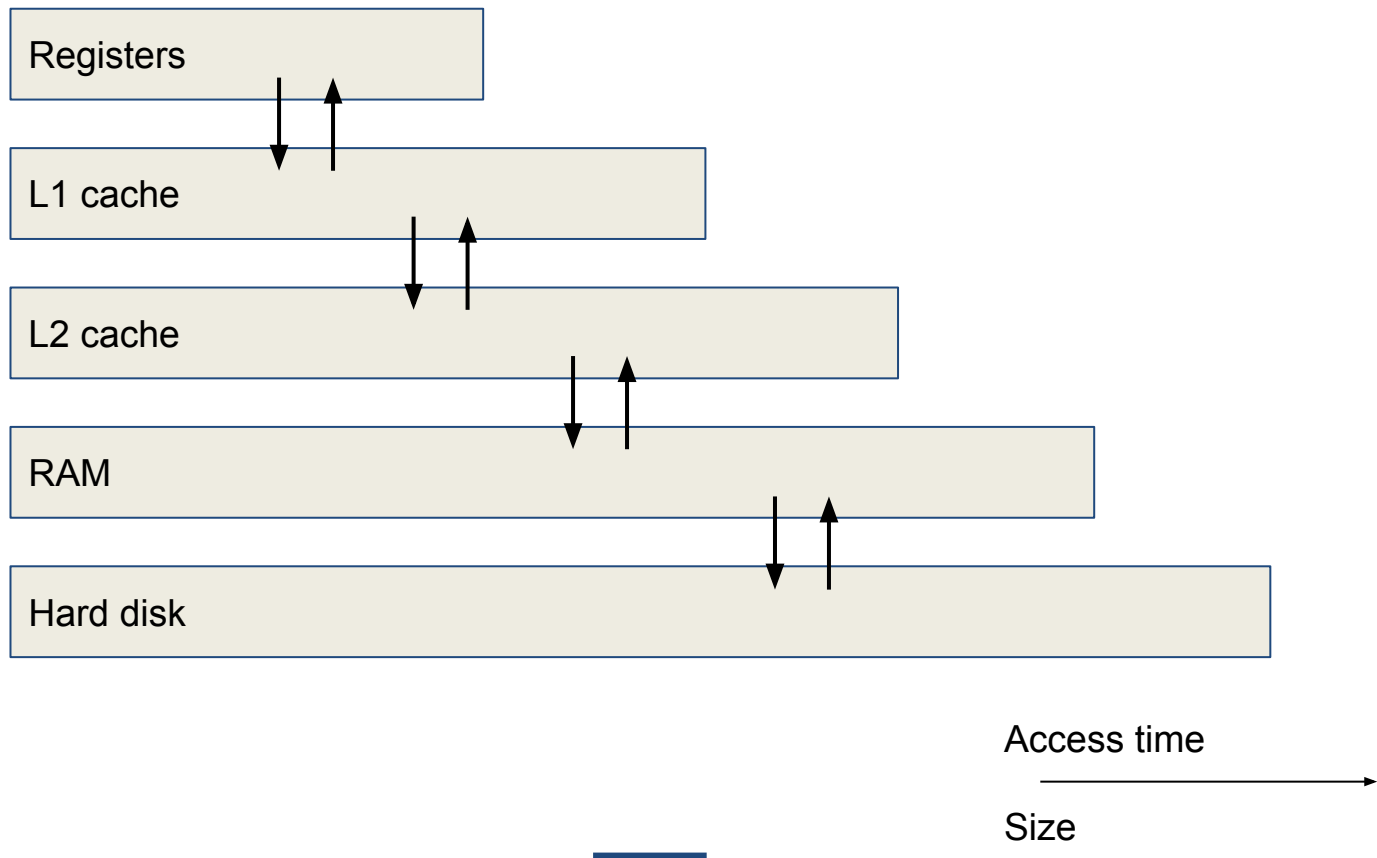 Registers
L1 cache
L2 cache
RAM
Hard disk
Access time
Size